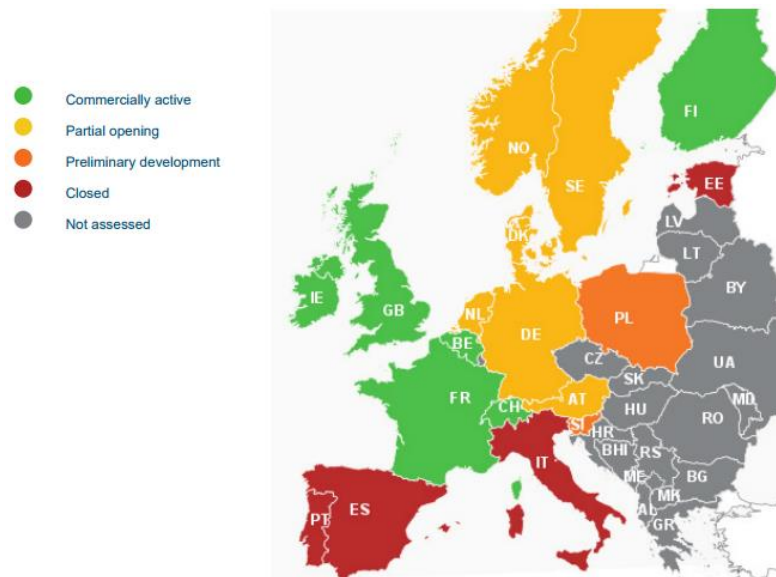 Commercially active
Partial opening
Preliminary development
Closed
Not assessed
FI
NO
SE
EE
LV
DK
LT
BY
IE
GB
NL
DE
PL
BE
CZ
UA
SK
FR
CH
AT
MD
HU
RO
SI
HR
BHI
RS
IT
ME
BG
MK
PT
ES
AL
GR